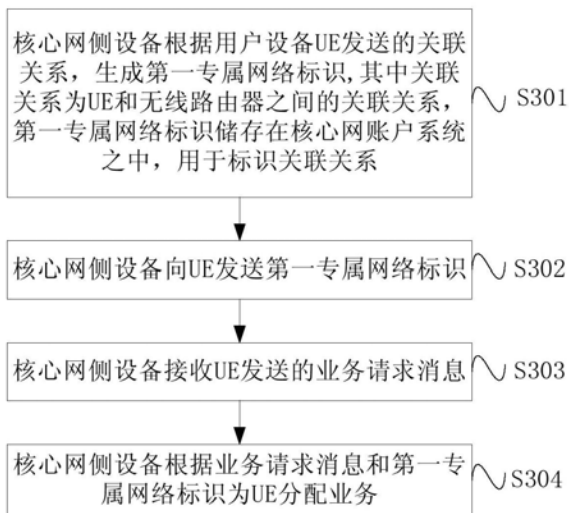 核心网侧设备根据用户设备UE发送的关联
关系，生成第一专属网络标识,其中关联
关系为UE和无线路由器之间的关联关系，
第一专属网络标识储存在核心网账户系统
之中，用于标识关联关系
S301
核心网侧设备向UE发送第一专属网络标识
S302
核心网侧设备接收UE发送的业务请求消息
S303
核心网侧设备根据业务请求消息和第一专
属网络标识为UE分配业务
S304